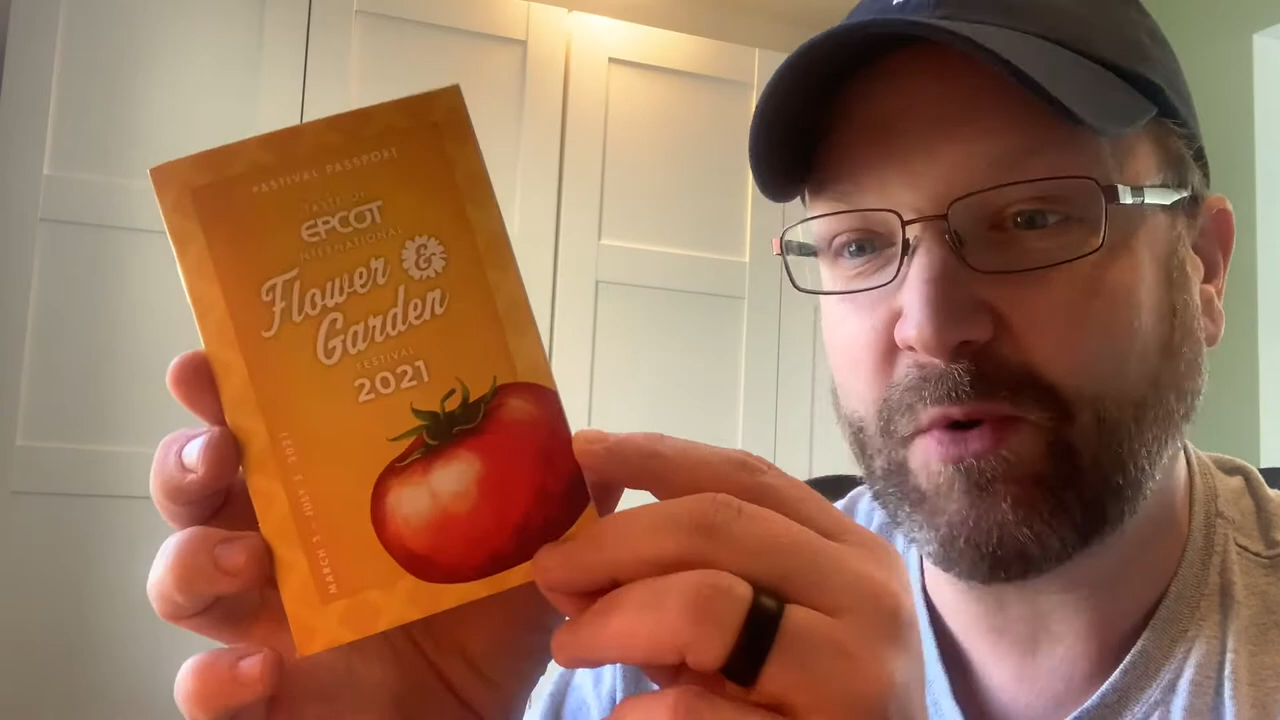 FESTIVAL PASSPORT
TASTE OF
EPCOT
INTERNATIONAL
Flower &
Garden
FESTIVAL
2021
MARCH 3 - JULY 5 2021